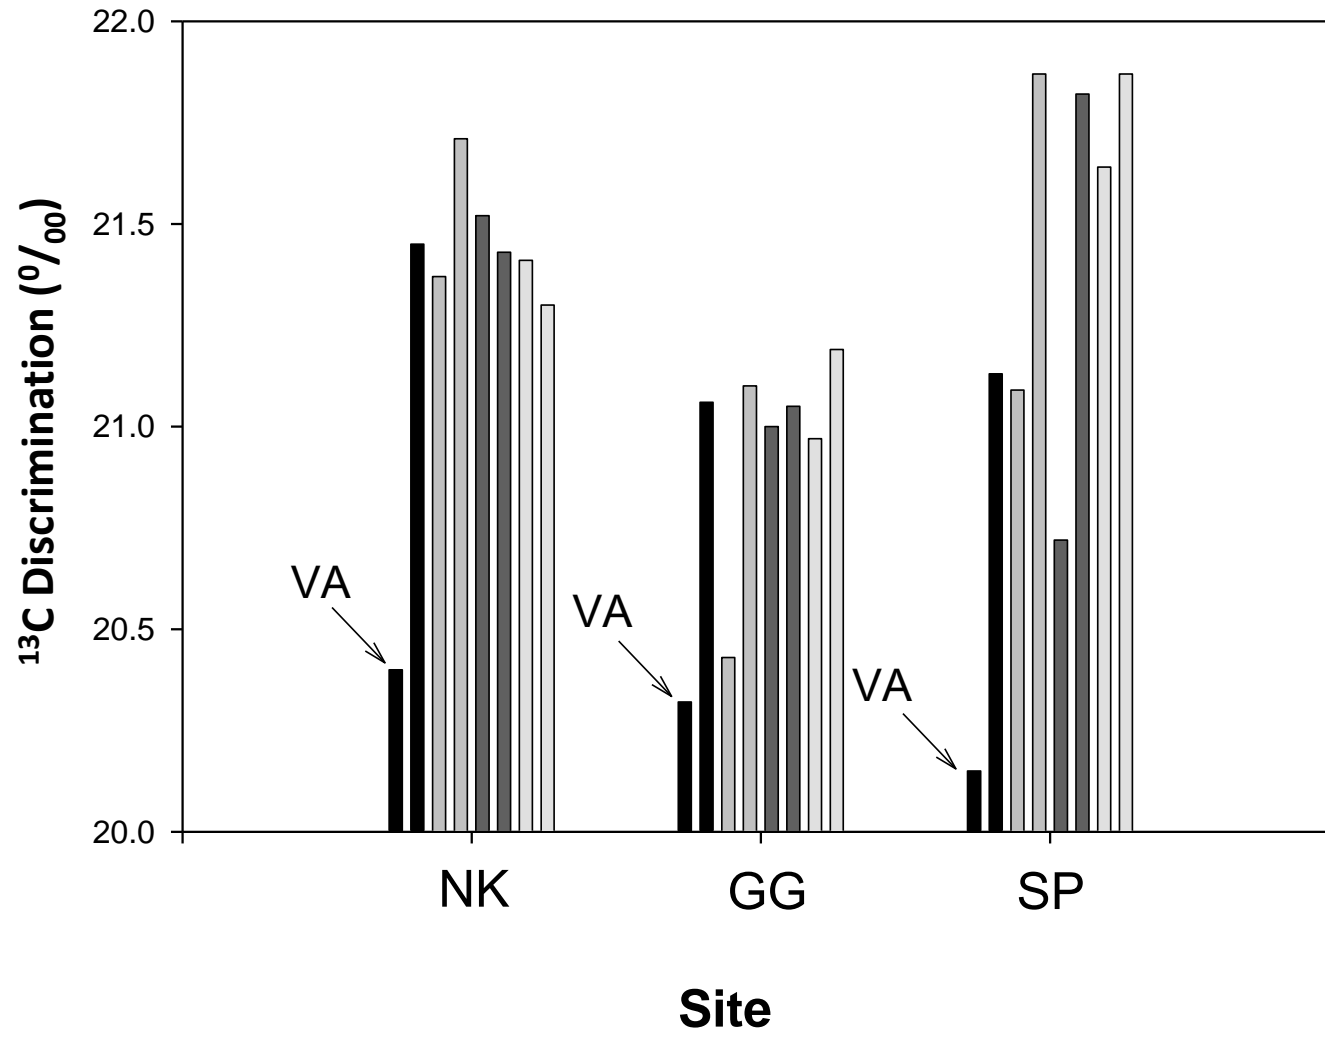 22.0
21.5
21.0
20.5
20.0
¹³C Discrimination (⁰/₀₀)
VA
VA
VA
NK GG SP
Site